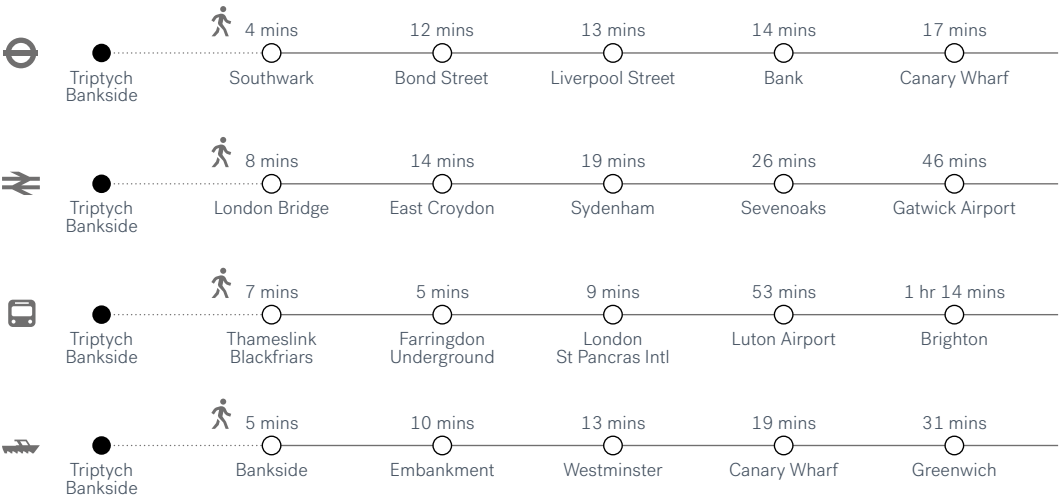 4 mins 12 mins 13 mins 14 mins 17 mins
Southwark Bond Street Liverpool Street Bank Canary Wharf
Triptych
Bankside
8 mins 14 mins 19 mins 26 mins 46 mins
Triptych London Bridge East Croydon Sydenham Sevenoaks Gatwick Airport
Bankside
7 mins 5 mins 9 mins 53 mins 1 hr 14 mins
Triptych Thameslink Farringdon London Luton Airport Brighton
Bankside Blackfriars Underground St Pancras Intl
5 mins 10 mins 13 mins 19 mins 31 mins
Triptych Bankside Embankment Westminster Canary Wharf Greenwich
Bankside